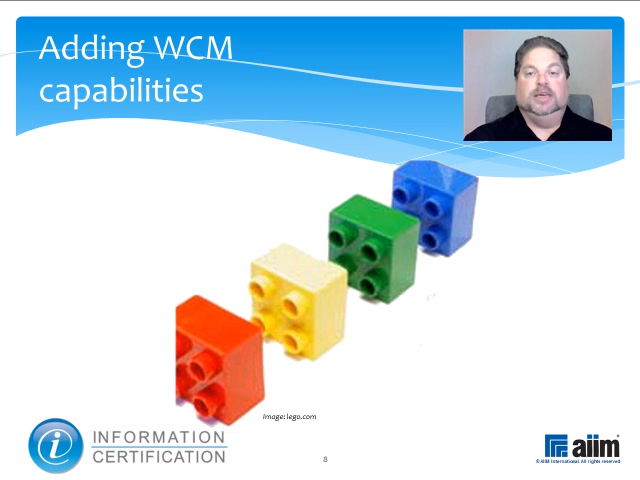 Adding WCM
capabilities
Image: lego.com
i
INFORMATION
CERTIFICATION
8
aiim
© AIIM International. All rights reserved.